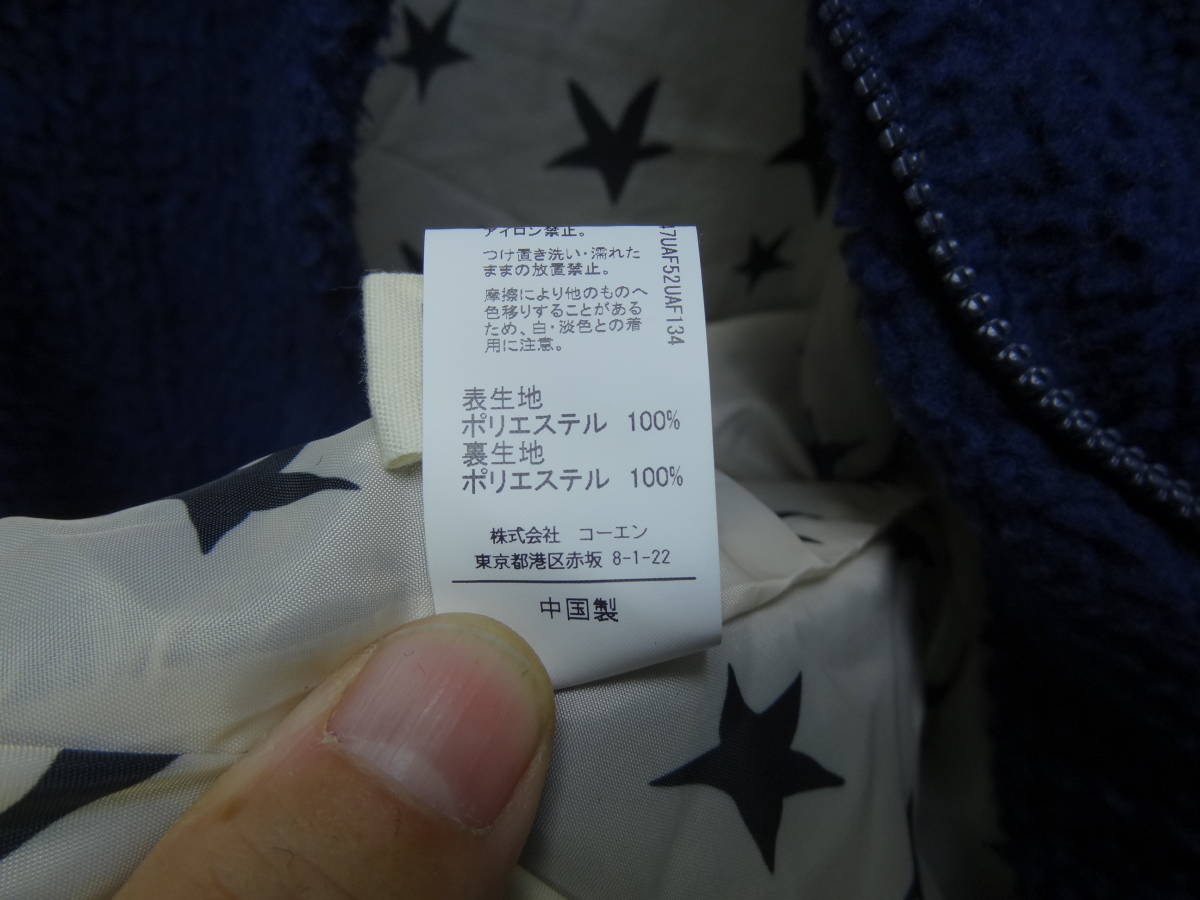 アイロン禁止。
つけ置き洗い・濡れた
ままの放置禁止。
摩擦により他のものへ
色移りすることがある
ため、白・淡色との着
用に注意。
47UAF52UAF134
表生地
ポリエステル 100%
裏生地
ポリエステル 100%
株式会社 コーエン
東京都港区赤坂 8-1-22
中国製